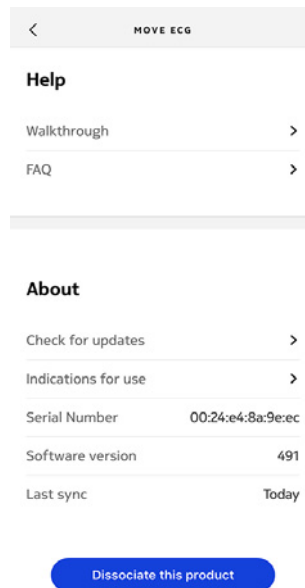 MOVE ECG
Help
Walkthrough
FAQ
About
Check for updates
Indications for use
Serial Number 00:24:e4:8a:9e:ec
Software version 491
Last sync Today
Dissociate this product